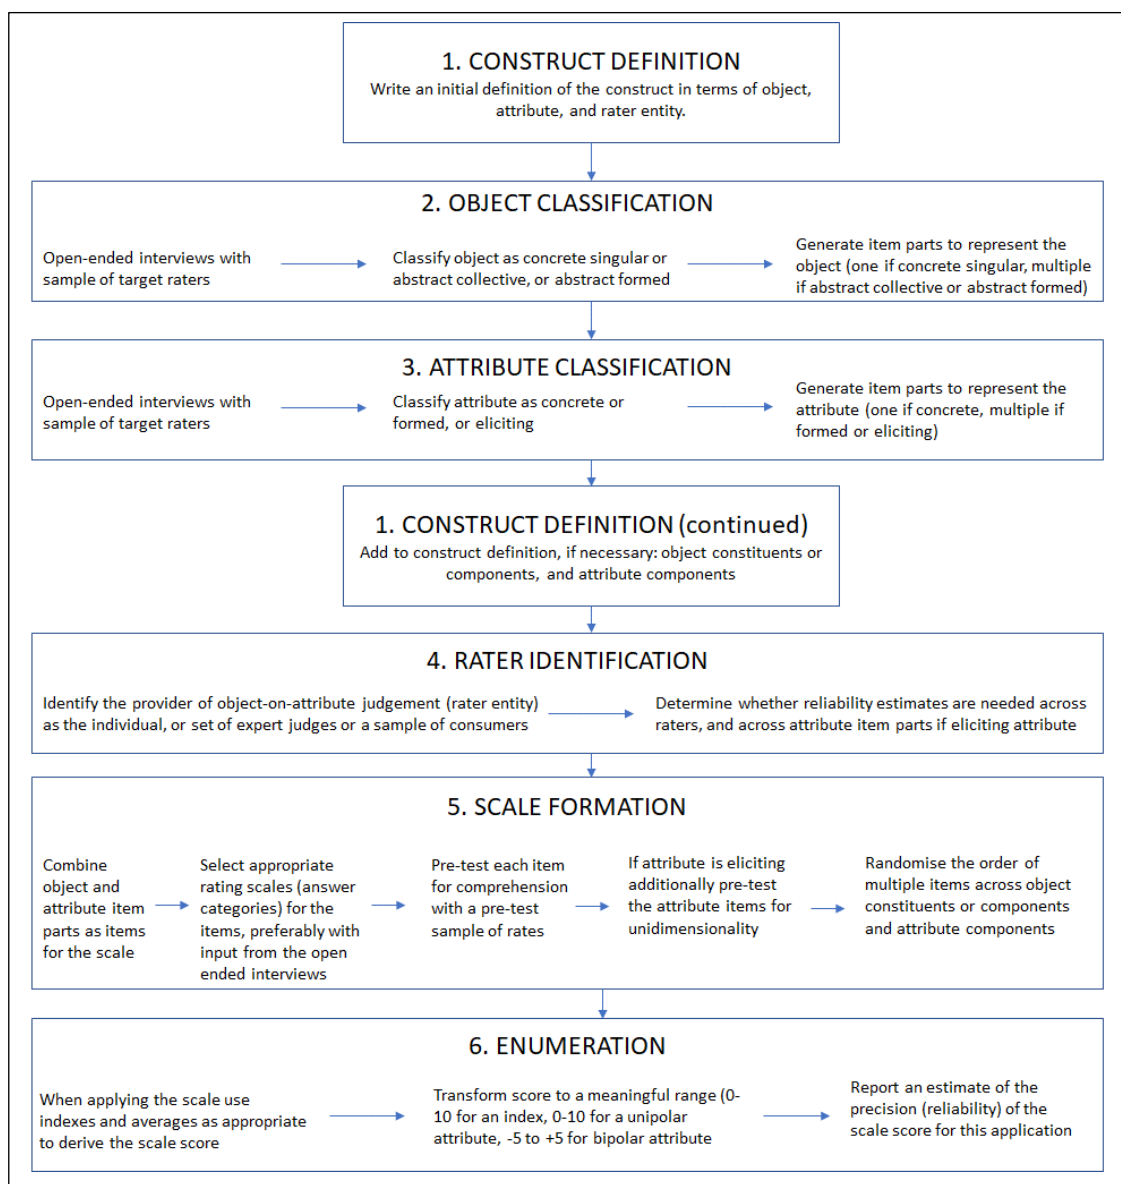 1. CONSTRUCT DEFINITION
Write an initial definition of the construct in terms of object,
attribute, and rater entity.
2. OBJECT CLASSIFICATION
Open-ended interviews with
sample of target raters
Classify object as concrete singular or
abstract collective, or abstract formed
Generate item parts to represent the
object (one if concrete singular, multiple
if abstract collective or abstract formed)
3. ATTRIBUTE CLASSIFICATION
Open-ended interviews with
sample of target raters
Classify attribute as concrete or
formed, or eliciting
Generate item parts to represent the
attribute (one if concrete, multiple if
formed or eliciting)
1. CONSTRUCT DEFINITION (continued)
Add to construct definition, if necessary: object constituents or
components, and attribute components
4. RATER IDENTIFICATION
Identify the provider of object-on-attribute judgement (rater entity)
as the individual, or set of expert judges or a sample of consumers
Determine whether reliability estimates are needed across
raters, and across attribute item parts if eliciting attribute
5. SCALE FORMATION
Combine
object and
attribute item
parts as items
for the scale
Select appropriate
rating scales (answer
categories) for the
items, preferably with
input from the open
ended interviews
Pre-test each item
for comprehension
with a pre-test
sample of rates
If attribute is eliciting
additionally pre-test
the attribute items for
unidimensionality
Randomise the order of
multiple items across object
constituents or components
and attribute components
6. ENUMERATION
When applying the scale use
indexes and averages as appropriate
to derive the scale score
Transform score to a meaningful range (0-
10 for an index, 0-10 for a unipolar
attribute, -5 to +5 for bipolar attribute
Report an estimate of the
precision (reliability) of the
scale score for this application